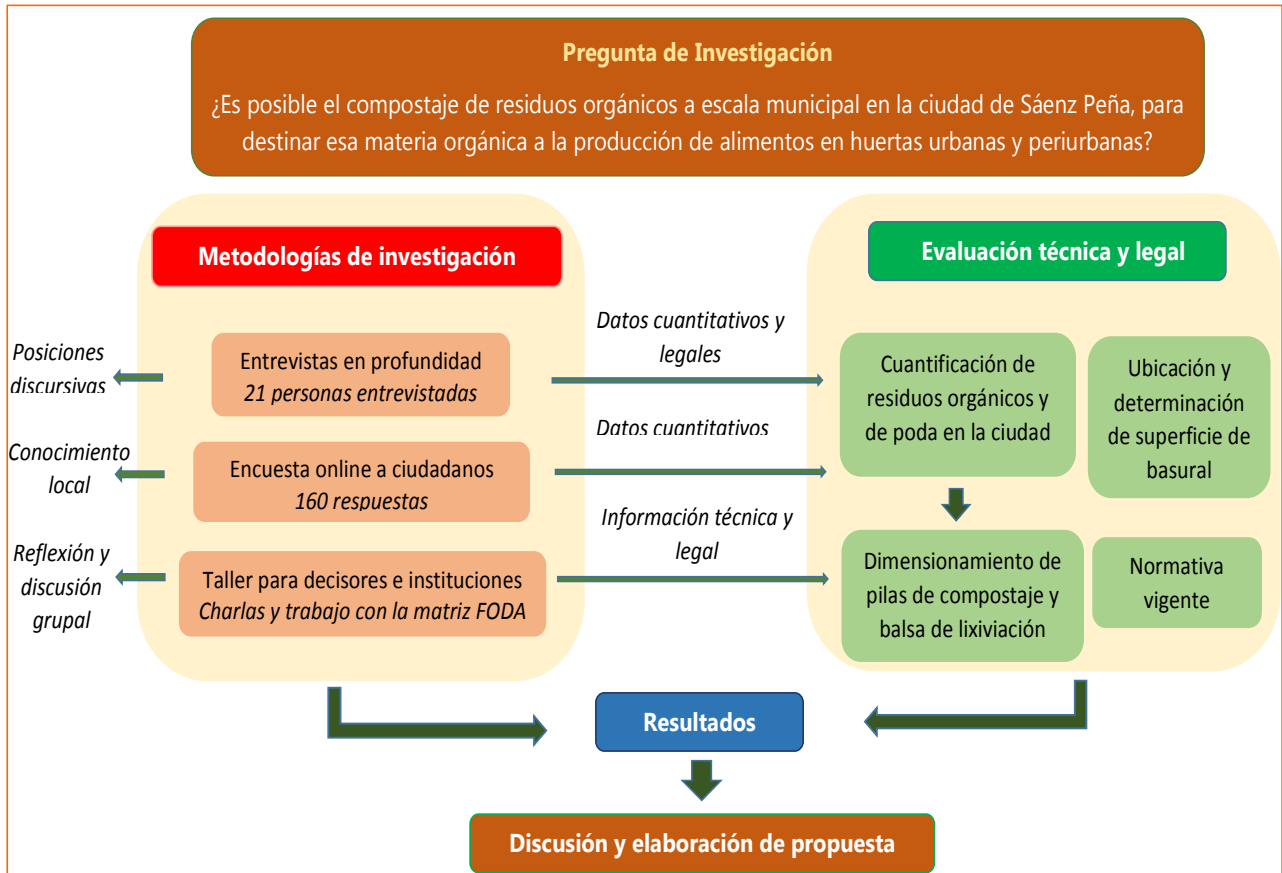 Pregunta de Investigación
¿Es posible el compostaje de residuos orgánicos a escala municipal en la ciudad de Sáenz Peña, para
destinar esa materia orgánica a la producción de alimentos en huertas urbanas y periurbanas?
Metodologías de investigación
Evaluación técnica y legal
Posiciones
discursivas
Entrevistas en profundidad
21 personas entrevistadas
Datos cuantitativos y
legales
Cuantificación de
residuos orgánicos y
de poda en la ciudad
Ubicación y
determinación
de superficie de
basural
Conocimiento
local
Encuesta online a ciudadanos
160 respuestas
Datos cuantitativos
Reflexión y
discusión
grupal
Taller para decisores e instituciones
Charlas y trabajo con la matriz FODA
Información técnica y
legal
Dimensionamiento de
pilas de compostaje y
balsa de lixiviación
Normativa
vigente
Resultados
Discusión y elaboración de propuesta